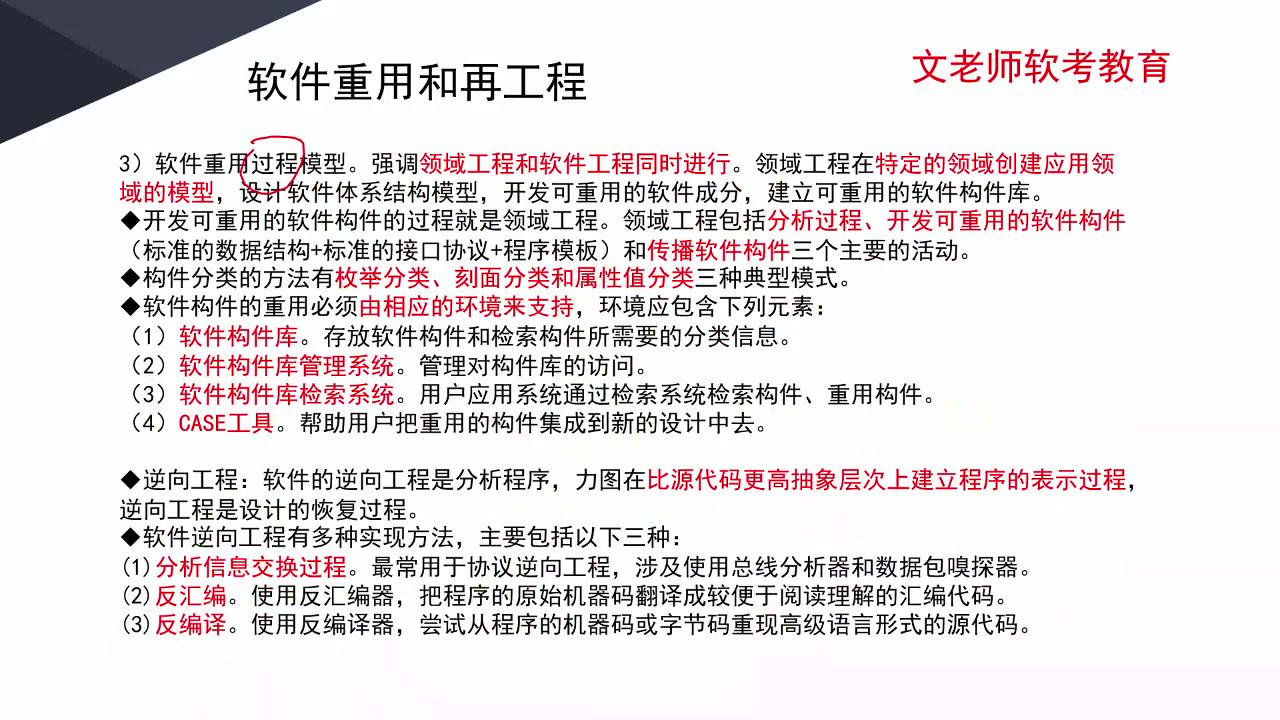 软件重用和再工程
文老师软考教育
3）软件重用过程模型。强调领域工程和软件工程同时进行。领域工程在特定的领域创建应用领
域的模型，设计软件体系结构模型，开发可重用的软件成分，建立可重用的软件构件库。
◆开发可重用的软件构件的过程就是领域工程。领域工程包括分析过程、开发可重用的软件构件
（标准的数据结构+标准的接口协议+程序模板）和传播软件构件三个主要的活动。
◆构件分类的方法有枚举分类、刻面分类和属性值分类三种典型模式。
◆软件构件的重用必须由相应的环境来支持，环境应包含下列元素：
（1）软件构件库。存放软件构件和检索构件所需要的分类信息。
（2）软件构件库管理系统。管理对构件库的访问。
（3）软件构件库检索系统。用户应用系统通过检索系统检索构件、重用构件。
（4）CASE工具。帮助用户把重用的构件集成到新的设计中去。
◆逆向工程：软件的逆向工程是分析程序，力图在比源代码更高抽象层次上建立程序的表示过程，
逆向工程是设计的恢复过程。
◆软件逆向工程有多种实现方法，主要包括以下三种：
(1)分析信息交换过程。最常用于协议逆向工程，涉及使用总线分析器和数据包嗅探器。
(2)反汇编。使用反汇编器，把程序的原始机器码翻译成较便于阅读理解的汇编代码。
(3)反编译。使用反编译器，尝试从程序的机器码或字节码重现高级语言形式的源代码。